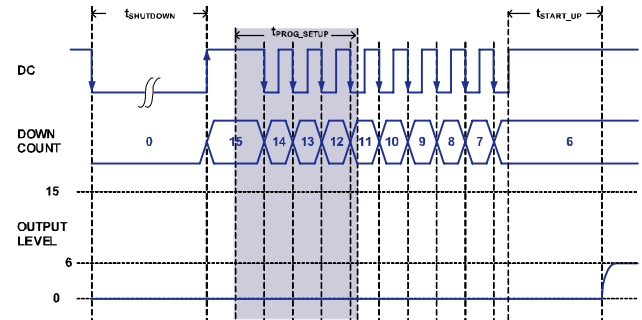 tSHUTDOWN
tPROG_SETUP
tSTART_UP
DC
DOWN COUNT
0 15 14 13 12 11 10 9 8 7 6
15
OUTPUT LEVEL
6
0